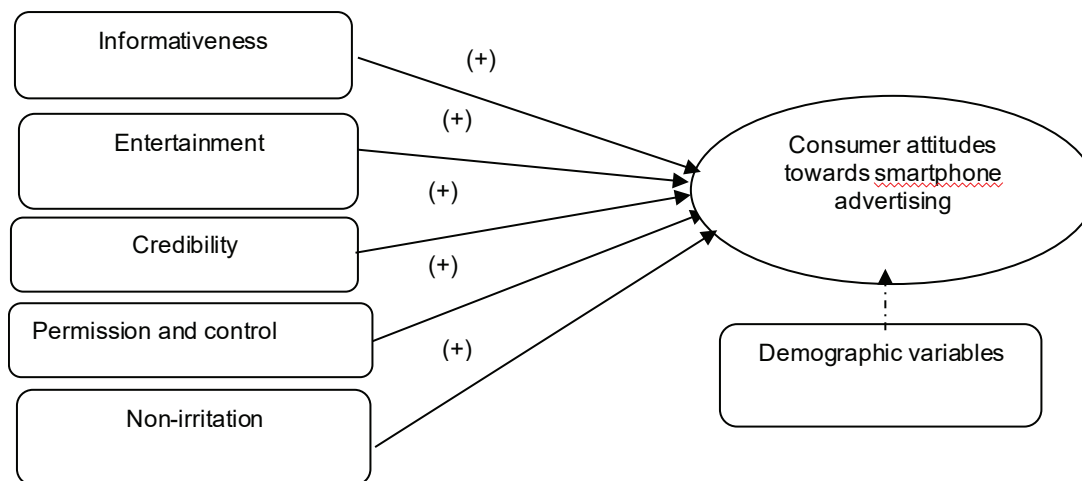 Informativeness
(+)
Entertainment
(+)
Credibility
(+)
Permission and control
(+)
Non-irritation
(+)
Consumer attitudes
towards smartphone
advertising
Demographic variables